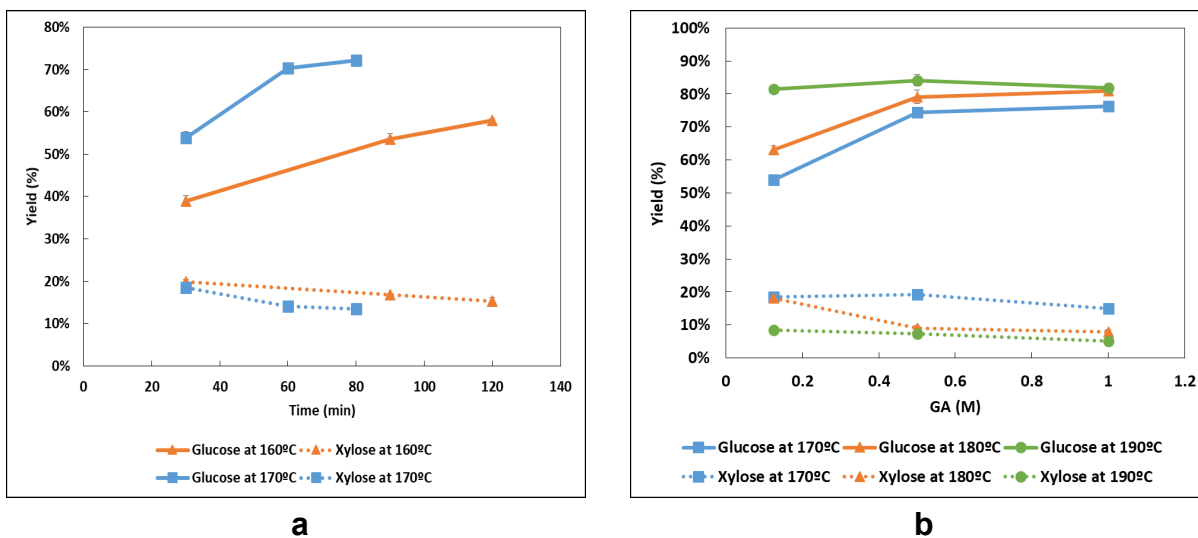 80%
70%
60%
50%
40%
30%
20%
10%
0%
Yield (%)
0 20 40 60 80 100 120 140
Time (min)
Glucose at 160ºC Xylose at 160ºC
Glucose at 170ºC Xylose at 170ºC
a
100%
90%
80%
70%
60%
50%
40%
30%
20%
10%
0%
Yield (%)
0 0.2 0.4 0.6 0.8 1 1.2
GA (M)
Glucose at 170ºC Glucose at 180ºC Glucose at 190ºC
Xylose at 170ºC Xylose at 180ºC Xylose at 190ºC
b